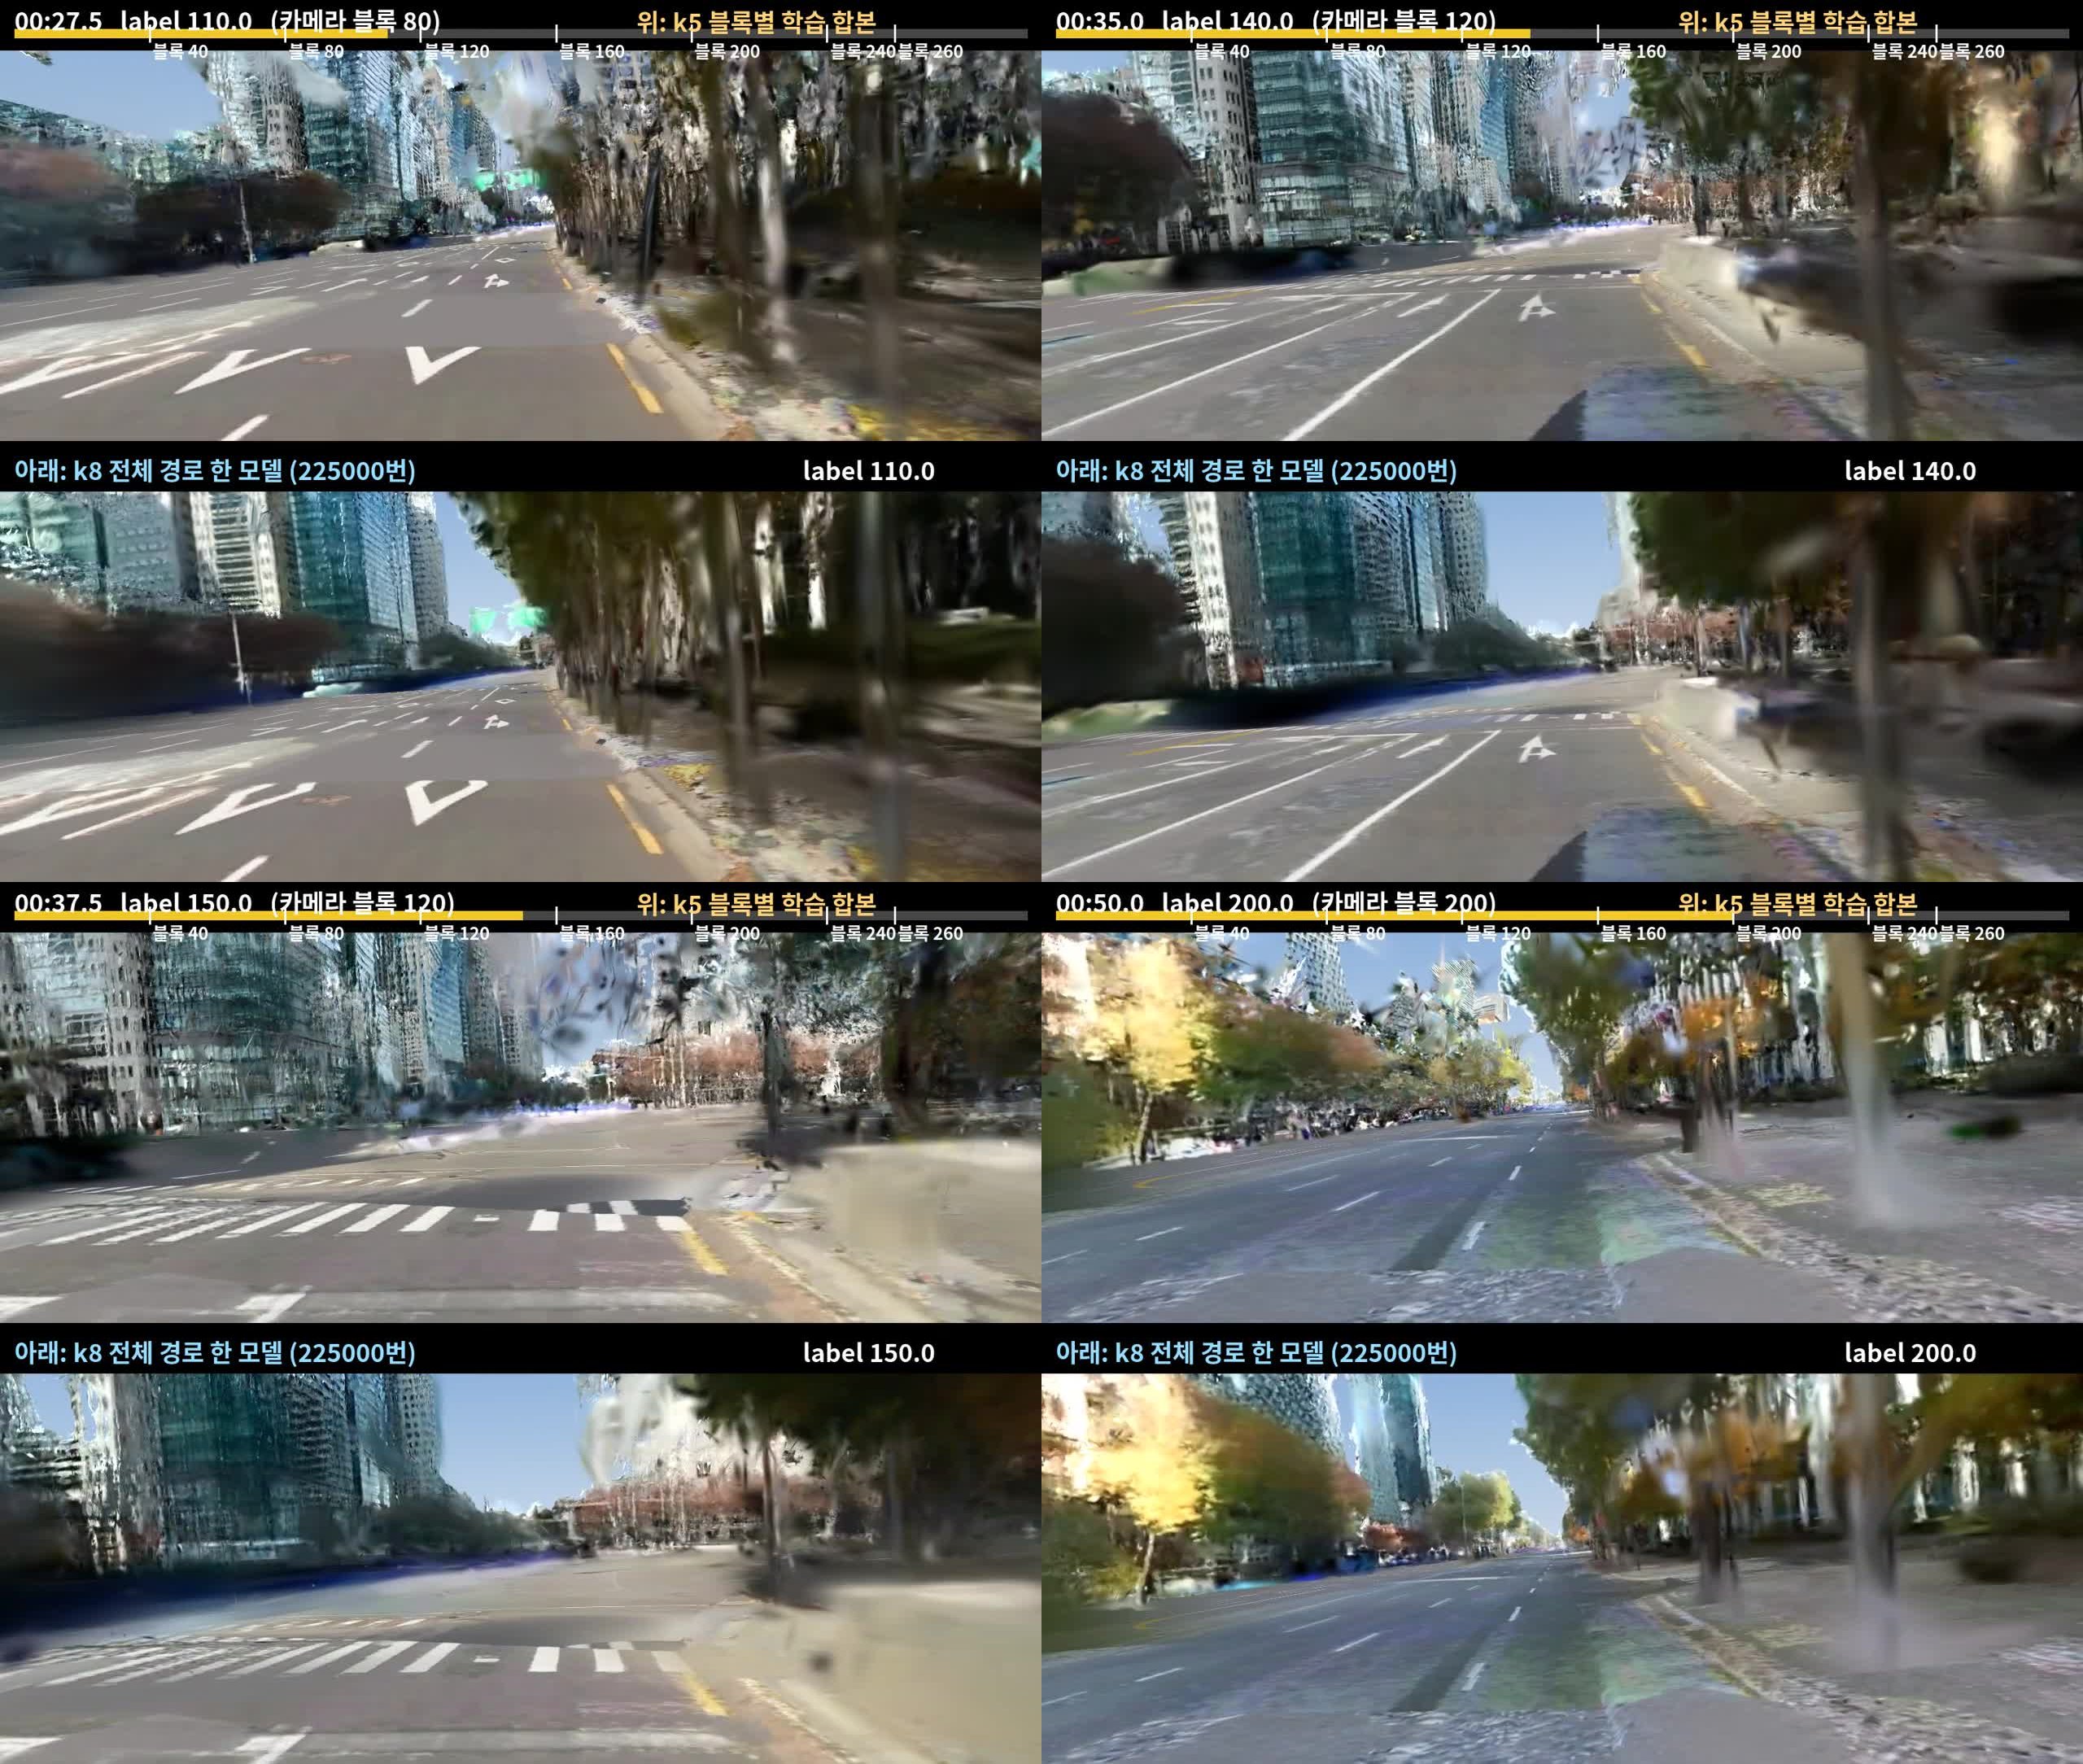 00:27.5 label 110.0 (카메라 블록 80) 위: k5 블록별 학습 합본
블록 40 블록 80 블록 120 블록 160 블록 200 블록 240 블록 260
00:35.0 label 140.0 (카메라 블록 120) 위: k5 블록별 학습 합본
블록 40 블록 80 블록 120 블록 160 블록 200 블록 240 블록 260
아래: k8 전체 경로 한 모델 (225000번) label 110.0
아래: k8 전체 경로 한 모델 (225000번) label 140.0
00:37.5 label 150.0 (카메라 블록 120) 위: k5 블록별 학습 합본
블록 40 블록 80 블록 120 블록 160 블록 200 블록 240 블록 260
00:50.0 label 200.0 (카메라 블록 200) 위: k5 블록별 학습 합본
블록 40 블록 80 블록 120 블록 160 블록 200 블록 240 블록 260
아래: k8 전체 경로 한 모델 (225000번) label 150.0
아래: k8 전체 경로 한 모델 (225000번) label 200.0